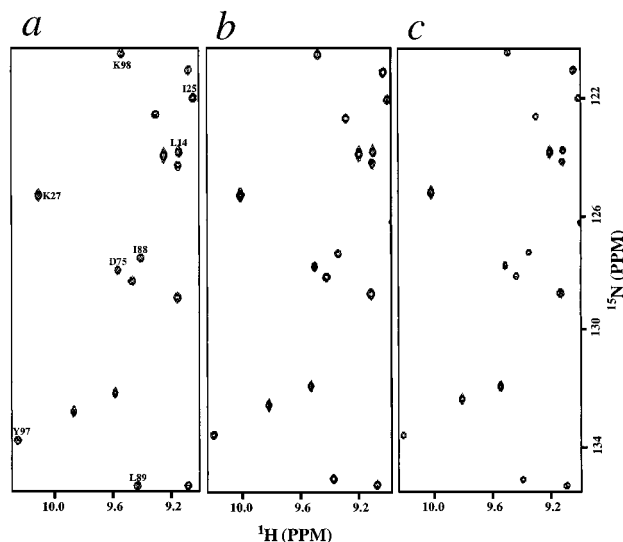 a b c
K98
I25
L14
K27
I88
D75
Y97
L89
122
126
130
134
¹⁵N (PPM)
10.0 9.6 9.2 10.0 9.6 9.2 10.0 9.6 9.2
¹H (PPM)